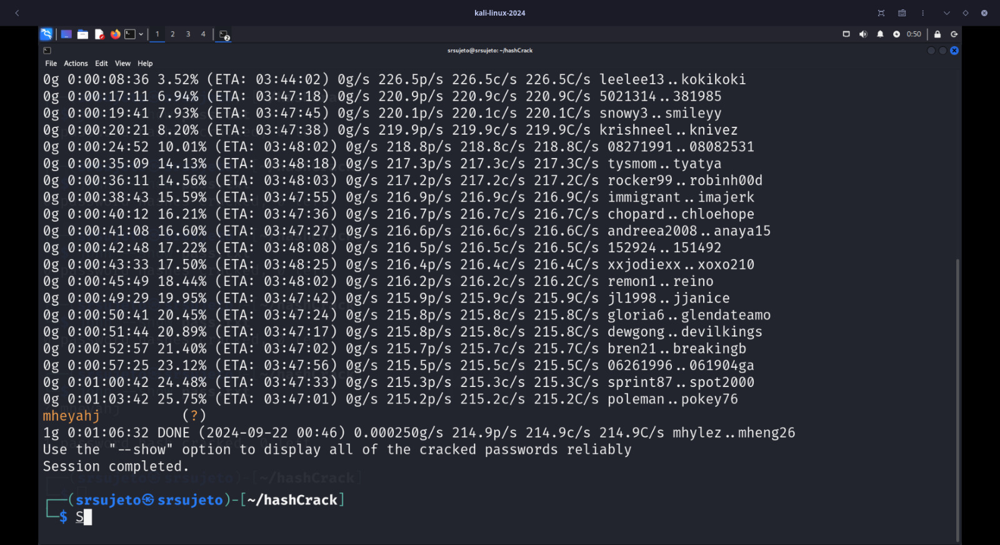 kali-linux-2024
1 2 3 4 2 0:50
srsujeto@srsujeto: ~/hashCrack
File Actions Edit View Help
0g 0:00:08:36 3.52% (ETA: 03:44:02) 0g/s 226.5p/s 226.5c/s 226.5C/s leelee13..kokikoki
0g 0:00:17:11 6.94% (ETA: 03:47:18) 0g/s 220.9p/s 220.9c/s 220.9C/s 5021314..381985
0g 0:00:19:41 7.93% (ETA: 03:47:45) 0g/s 220.1p/s 220.1c/s 220.1C/s snowy3..smileyy
0g 0:00:20:21 8.20% (ETA: 03:47:38) 0g/s 219.9p/s 219.9c/s 219.9C/s krishneel..knivez
0g 0:00:24:52 10.01% (ETA: 03:48:02) 0g/s 218.8p/s 218.8c/s 218.8C/s 08271991..08082531
0g 0:00:35:09 14.13% (ETA: 03:48:18) 0g/s 217.3p/s 217.3c/s 217.3C/s tysmom..tyatya
0g 0:00:36:11 14.56% (ETA: 03:48:03) 0g/s 217.2p/s 217.2c/s 217.2C/s rocker99..robinh00d
0g 0:00:38:43 15.59% (ETA: 03:47:55) 0g/s 216.9p/s 216.9c/s 216.9C/s immigrant..imajerk
0g 0:00:40:12 16.21% (ETA: 03:47:36) 0g/s 216.7p/s 216.7c/s 216.7C/s chopard..chloehope
0g 0:00:41:08 16.60% (ETA: 03:47:27) 0g/s 216.6p/s 216.6c/s 216.6C/s andreea2008..anaya15
0g 0:00:42:48 17.22% (ETA: 03:48:08) 0g/s 216.5p/s 216.5c/s 216.5C/s 152924..151492
0g 0:00:43:33 17.50% (ETA: 03:48:25) 0g/s 216.4p/s 216.4c/s 216.4C/s xxjodiexx..xoxo210
0g 0:00:45:49 18.44% (ETA: 03:48:02) 0g/s 216.2p/s 216.2c/s 216.2C/s remon1..reino
0g 0:00:49:29 19.95% (ETA: 03:47:42) 0g/s 215.9p/s 215.9c/s 215.9C/s jl1998..jjanice
0g 0:00:50:41 20.45% (ETA: 03:47:24) 0g/s 215.8p/s 215.8c/s 215.8C/s gloria6..glendateamo
0g 0:00:51:44 20.89% (ETA: 03:47:17) 0g/s 215.8p/s 215.8c/s 215.8C/s dewgong..devilkings
0g 0:00:52:57 21.40% (ETA: 03:47:02) 0g/s 215.7p/s 215.7c/s 215.7C/s bren21..breakingb
0g 0:00:57:25 23.12% (ETA: 03:47:56) 0g/s 215.5p/s 215.5c/s 215.5C/s 06261996..061904ga
0g 0:01:00:42 24.48% (ETA: 03:47:33) 0g/s 215.3p/s 215.3c/s 215.3C/s sprint87..spot2000
0g 0:01:03:42 25.75% (ETA: 03:47:01) 0g/s 215.2p/s 215.2c/s 215.2C/s poleman..pokey76
mheyahj (?)
1g 0:01:06:32 DONE (2024-09-22 00:46) 0.000250g/s 214.9p/s 214.9c/s 214.9C/s mhylez..mheng26
Use the "--show" option to display all of the cracked passwords reliably
Session completed.
┌──(srsujeto㉿srsujeto)-[~/hashCrack]
└─$ S